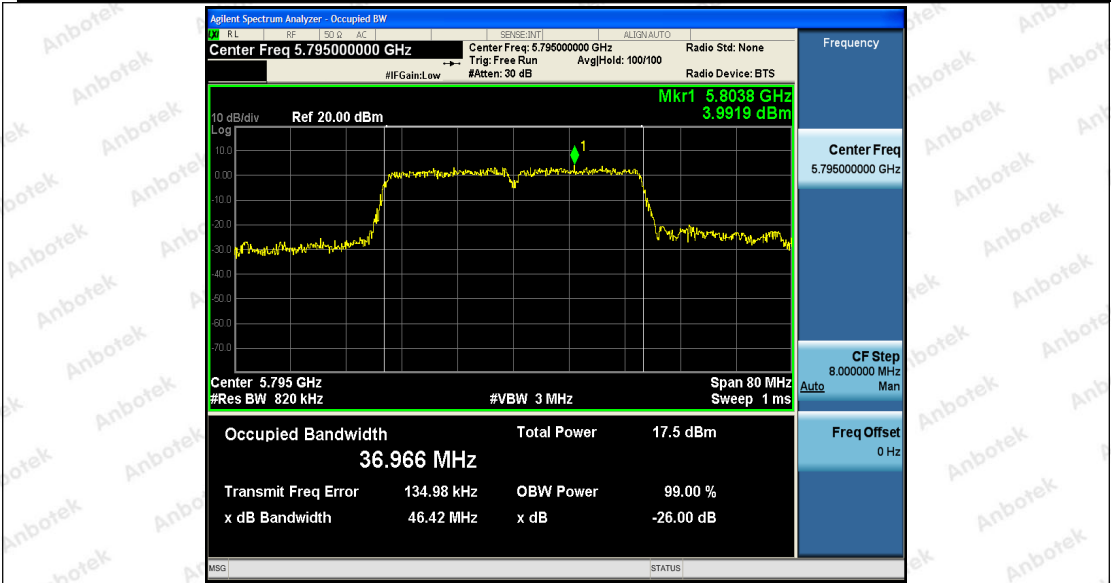 Agilent Spectrum Analyzer - Occupied BW
LXI RL RF 50 Ω AC SENSE:INT ALIGN AUTO
Center Freq 5.795000000 GHz
Center Freq: 5.795000000 GHz Radio Std: None
Trig: Free Run Avg|Hold: 100/100
#IFGain:Low #Atten: 30 dB Radio Device: BTS
Mkr1 5.8038 GHz
3.9919 dBm
10 dB/div Ref 20.00 dBm
Log
10.0
0.00
-10.0
-20.0
-30.0
-40.0
-50.0
-60.0
-70.0
1
Center 5.795 GHz Span 80 MHz
#Res BW 820 kHz #VBW 3 MHz Sweep 1 ms
Occupied Bandwidth Total Power 17.5 dBm
36.966 MHz
Transmit Freq Error 134.98 kHz OBW Power 99.00 %
x dB Bandwidth 46.42 MHz x dB -26.00 dB
MSG STATUS
Frequency
Center Freq
5.795000000 GHz
CF Step
8.000000 MHz
Auto Man
Freq Offset
0 Hz
Anbotek